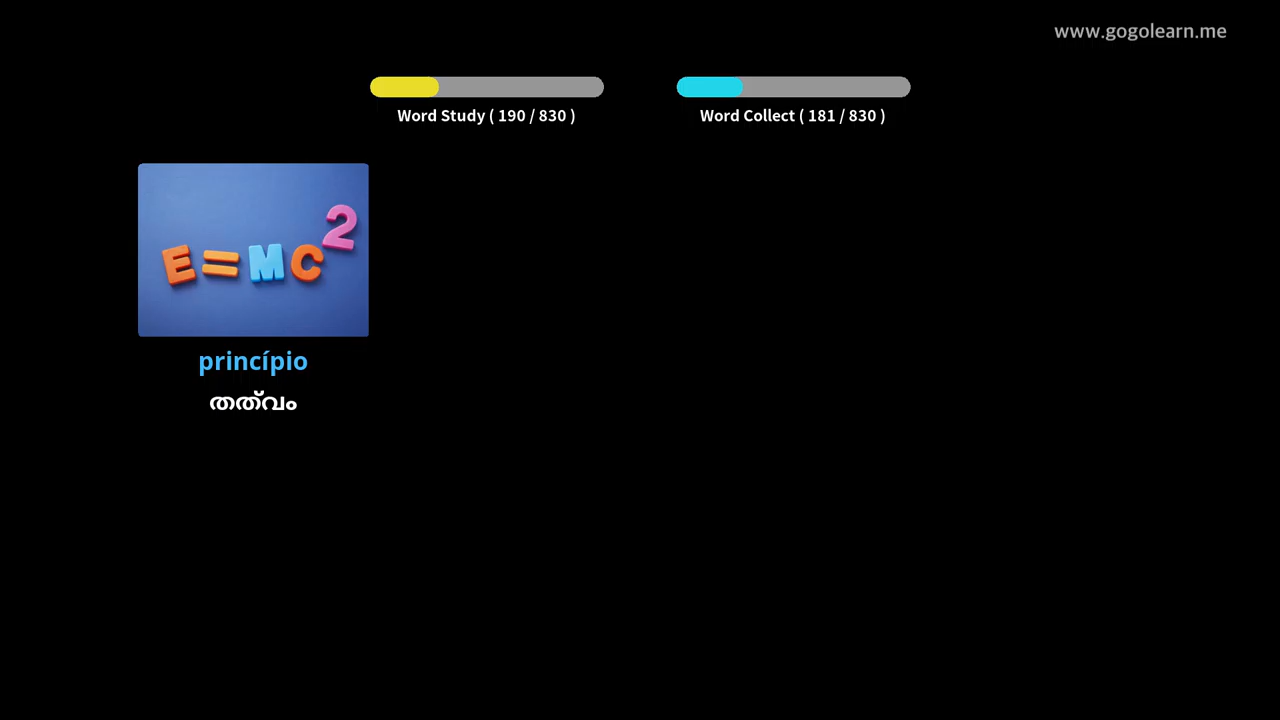 www.gogolearn.me
Word Study ( 190 / 830 )
Word Collect ( 181 / 830 )
E=MC²
princípio
തത്വം